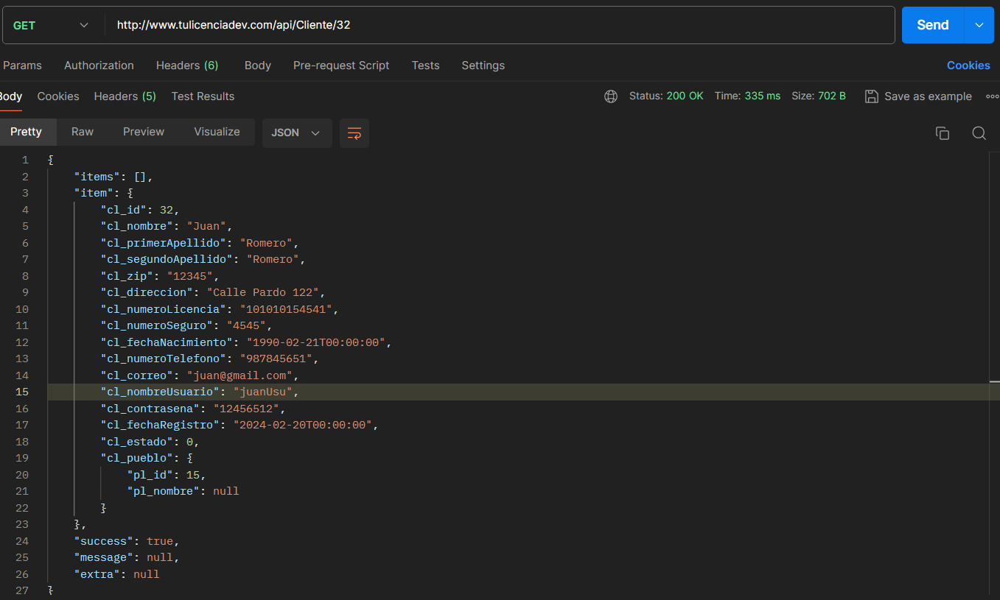 GET http://www.tulicenciadev.com/api/Cliente/32 Send
Params Authorization Headers (6) Body Pre-request Script Tests Settings Cookies
Body Cookies Headers (5) Test Results Status: 200 OK Time: 335 ms Size: 702 B Save as example
Pretty Raw Preview Visualize JSON
1 {
2 "items": [],
3 "item": {
4 "cl_id": 32,
5 "cl_nombre": "Juan",
6 "cl_primerApellido": "Romero",
7 "cl_segundoApellido": "Romero",
8 "cl_zip": "12345",
9 "cl_direccion": "Calle Pardo 122",
10 "cl_numeroLicencia": "101010154541",
11 "cl_numeroSeguro": "4545",
12 "cl_fechaNacimiento": "1990-02-21T00:00:00",
13 "cl_numeroTelefono": "987845651",
14 "cl_correo": "juan@gmail.com",
15 "cl_nombreUsuario": "juanUsu",
16 "cl_contrasena": "12456512",
17 "cl_fechaRegistro": "2024-02-20T00:00:00",
18 "cl_estado": 0,
19 "cl_pueblo": {
20 "pl_id": 15,
21 "pl_nombre": null
22 }
23 },
24 "success": true,
25 "message": null,
26 "extra": null
27 }